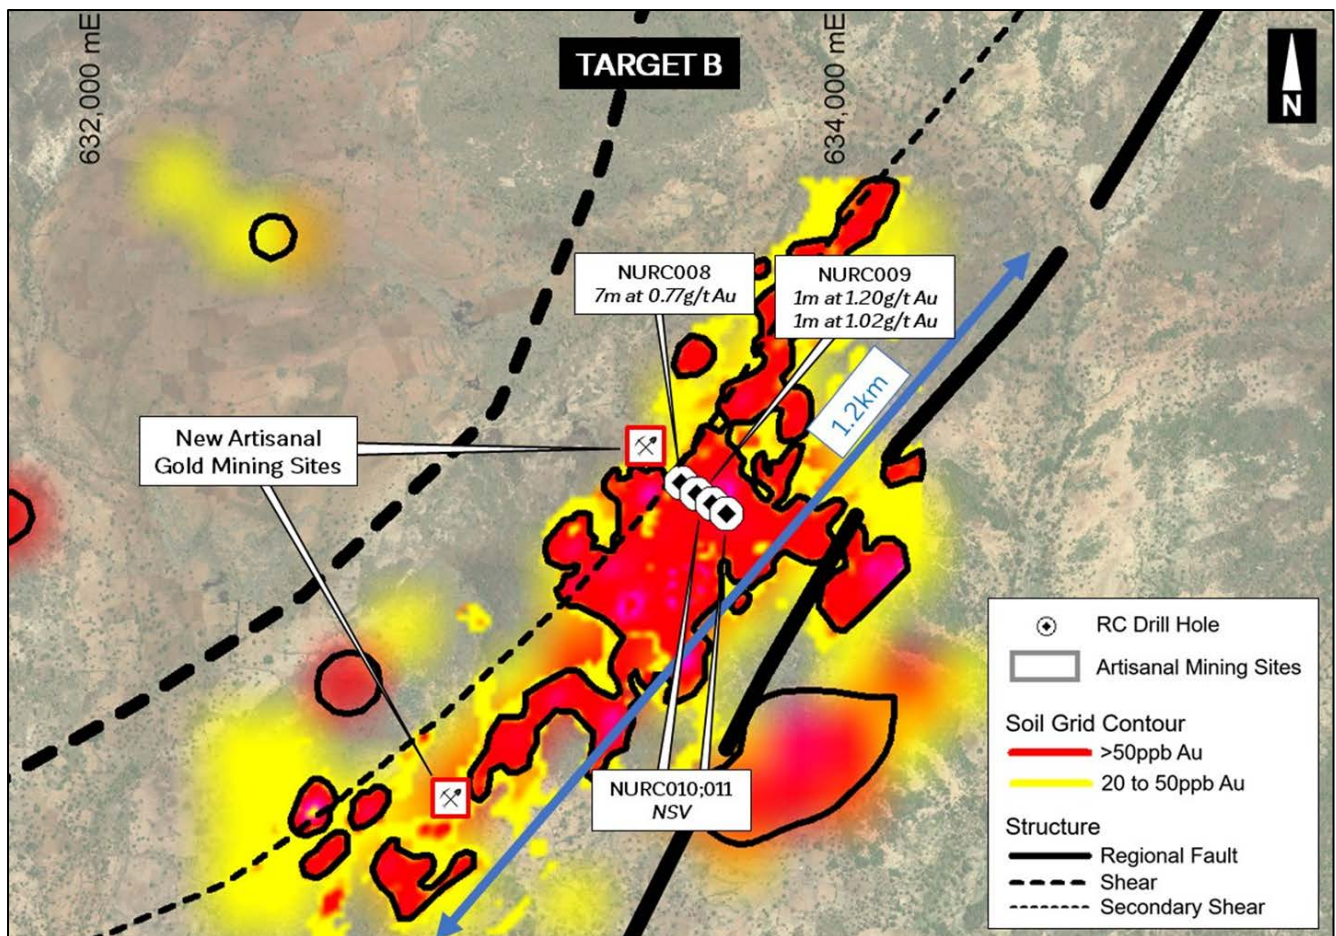 632,000 mE
TARGET B
634,000 mE
N
NURC008
7m at 0.77g/t Au
NURC009
1m at 1.20g/t Au
1m at 1.02g/t Au
1.2km
New Artisanal
Gold Mining Sites
NURC010;011
NSV
RC Drill Hole
Artisanal Mining Sites
Soil Grid Contour
>50ppb Au
20 to 50ppb Au
Structure
Regional Fault
Shear
Secondary Shear